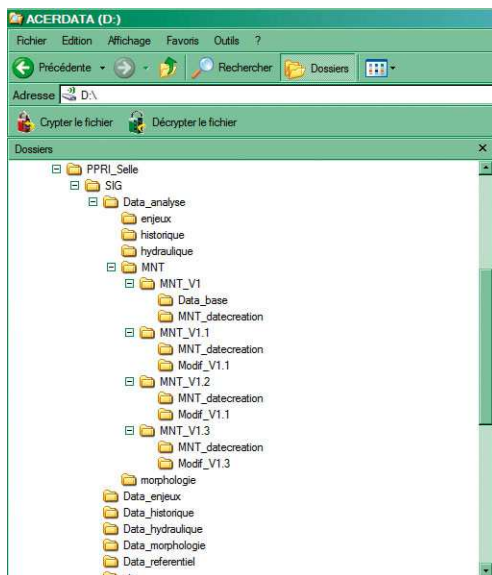 ACERDATA (D:)
Fichier Edition Affichage Favoris Outils ?
Précédente Rechercher Dossiers
Adresse D:\
Crypter le fichier Décrypter le fichier
Dossiers
PPRI_Selle
SIG
Data_analyse
enjeux
historique
hydraulique
MNT
MNT_V1
Data_base
MNT_datecreation
MNT_V1.1
MNT_datecreation
Modif_V1.1
MNT_V1.2
MNT_datecreation
Modif_V1.1
MNT_V1.3
MNT_datecreation
Modif_V1.3
morphologie
Data_enjeux
Data_historique
Data_hydraulique
Data_morphologie
Data_referentiel